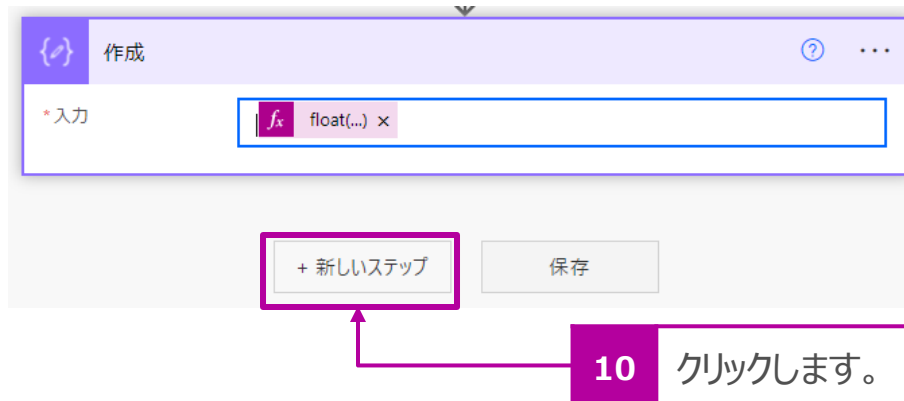 {𝓁} 作成 ? ...
*入力 fx float(...) ×
+ 新しいステップ 保存
10 クリックします。